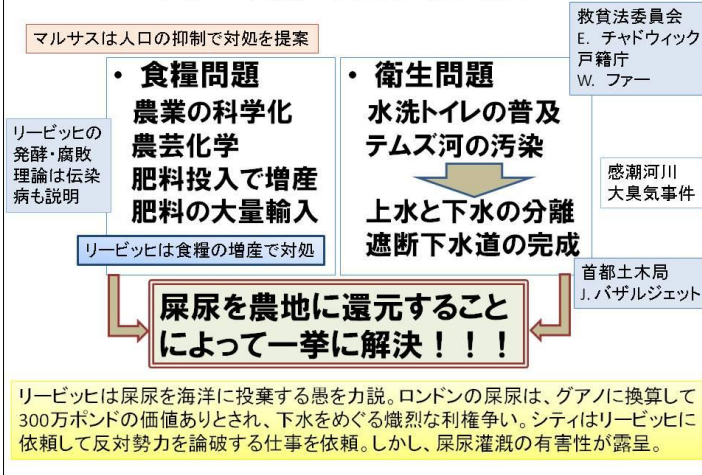 マルサスは人口の抑制で対処を提案
救貧法委員会
E. チャドウィック
戸籍庁
W. ファー
・ 食糧問題
農業の科学化
農芸化学
肥料投入で増産
肥料の大量輸入
リービッヒの
発酵・腐敗
理論は伝染
病も説明
リービッヒは食糧の増産で対処
・ 衛生問題
水洗トイレの普及
テムズ河の汚染
上水と下水の分離
遮断下水道の完成
感潮河川
大臭気事件
首都土木局
J. バザルジェット
屎尿を農地に還元すること
によって一挙に解決！！！
リービッヒは屎尿を海洋に投棄する愚を力説。ロンドンの屎尿は、グアノに換算して
300万ポンドの価値ありとされ、下水をめぐる熾烈な利権争い。シティはリービッヒに
依頼して反対勢力を論破する仕事を依頼。しかし、屎尿灌漑の有害性が露呈。